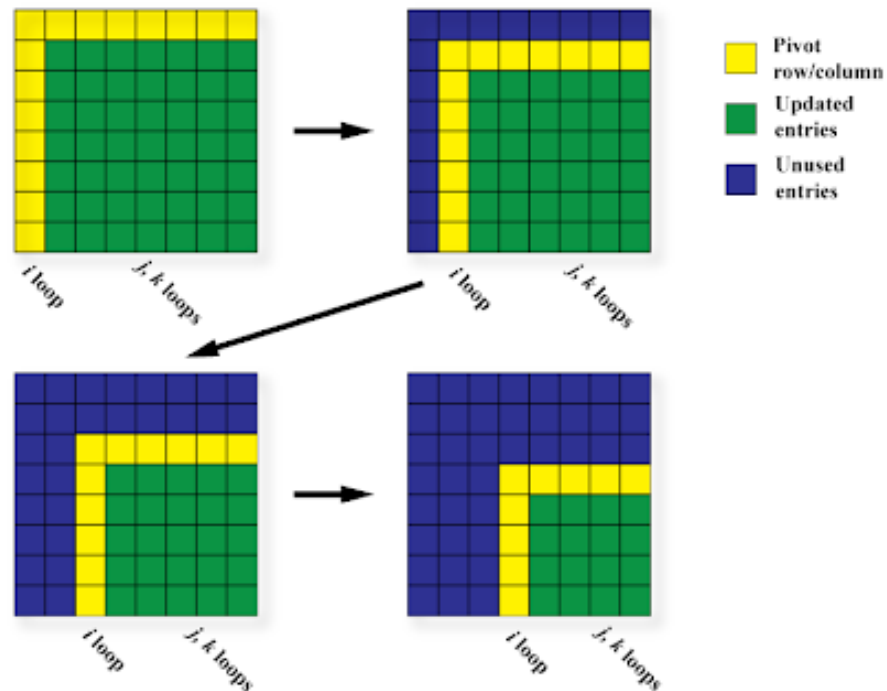 Pivot
row/column
Updated
entries
Unused
entries
i loop
j, k loops
i loop
j, k loops
i loop
j, k loops
i loop
j, k loops